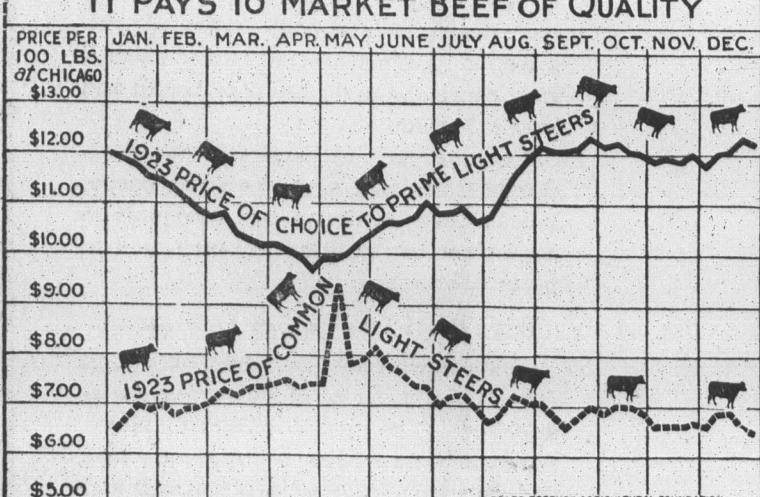 IT PAYS TO MARKET BEEF OF QUALITY
PRICE PER
100 LBS.
at CHICAGO
JAN. FEB. MAR. APR. MAY JUNE JULY AUG. SEPT. OCT. NOV. DEC.
$13.00
$12.00
$11.00
$10.00
$9.00
$8.00
$7.00
$6.00
$5.00
1923 PRICE OF CHOICE TO PRIME LIGHT STEERS
1923 PRICE OF COMMON LIGHT STEERS